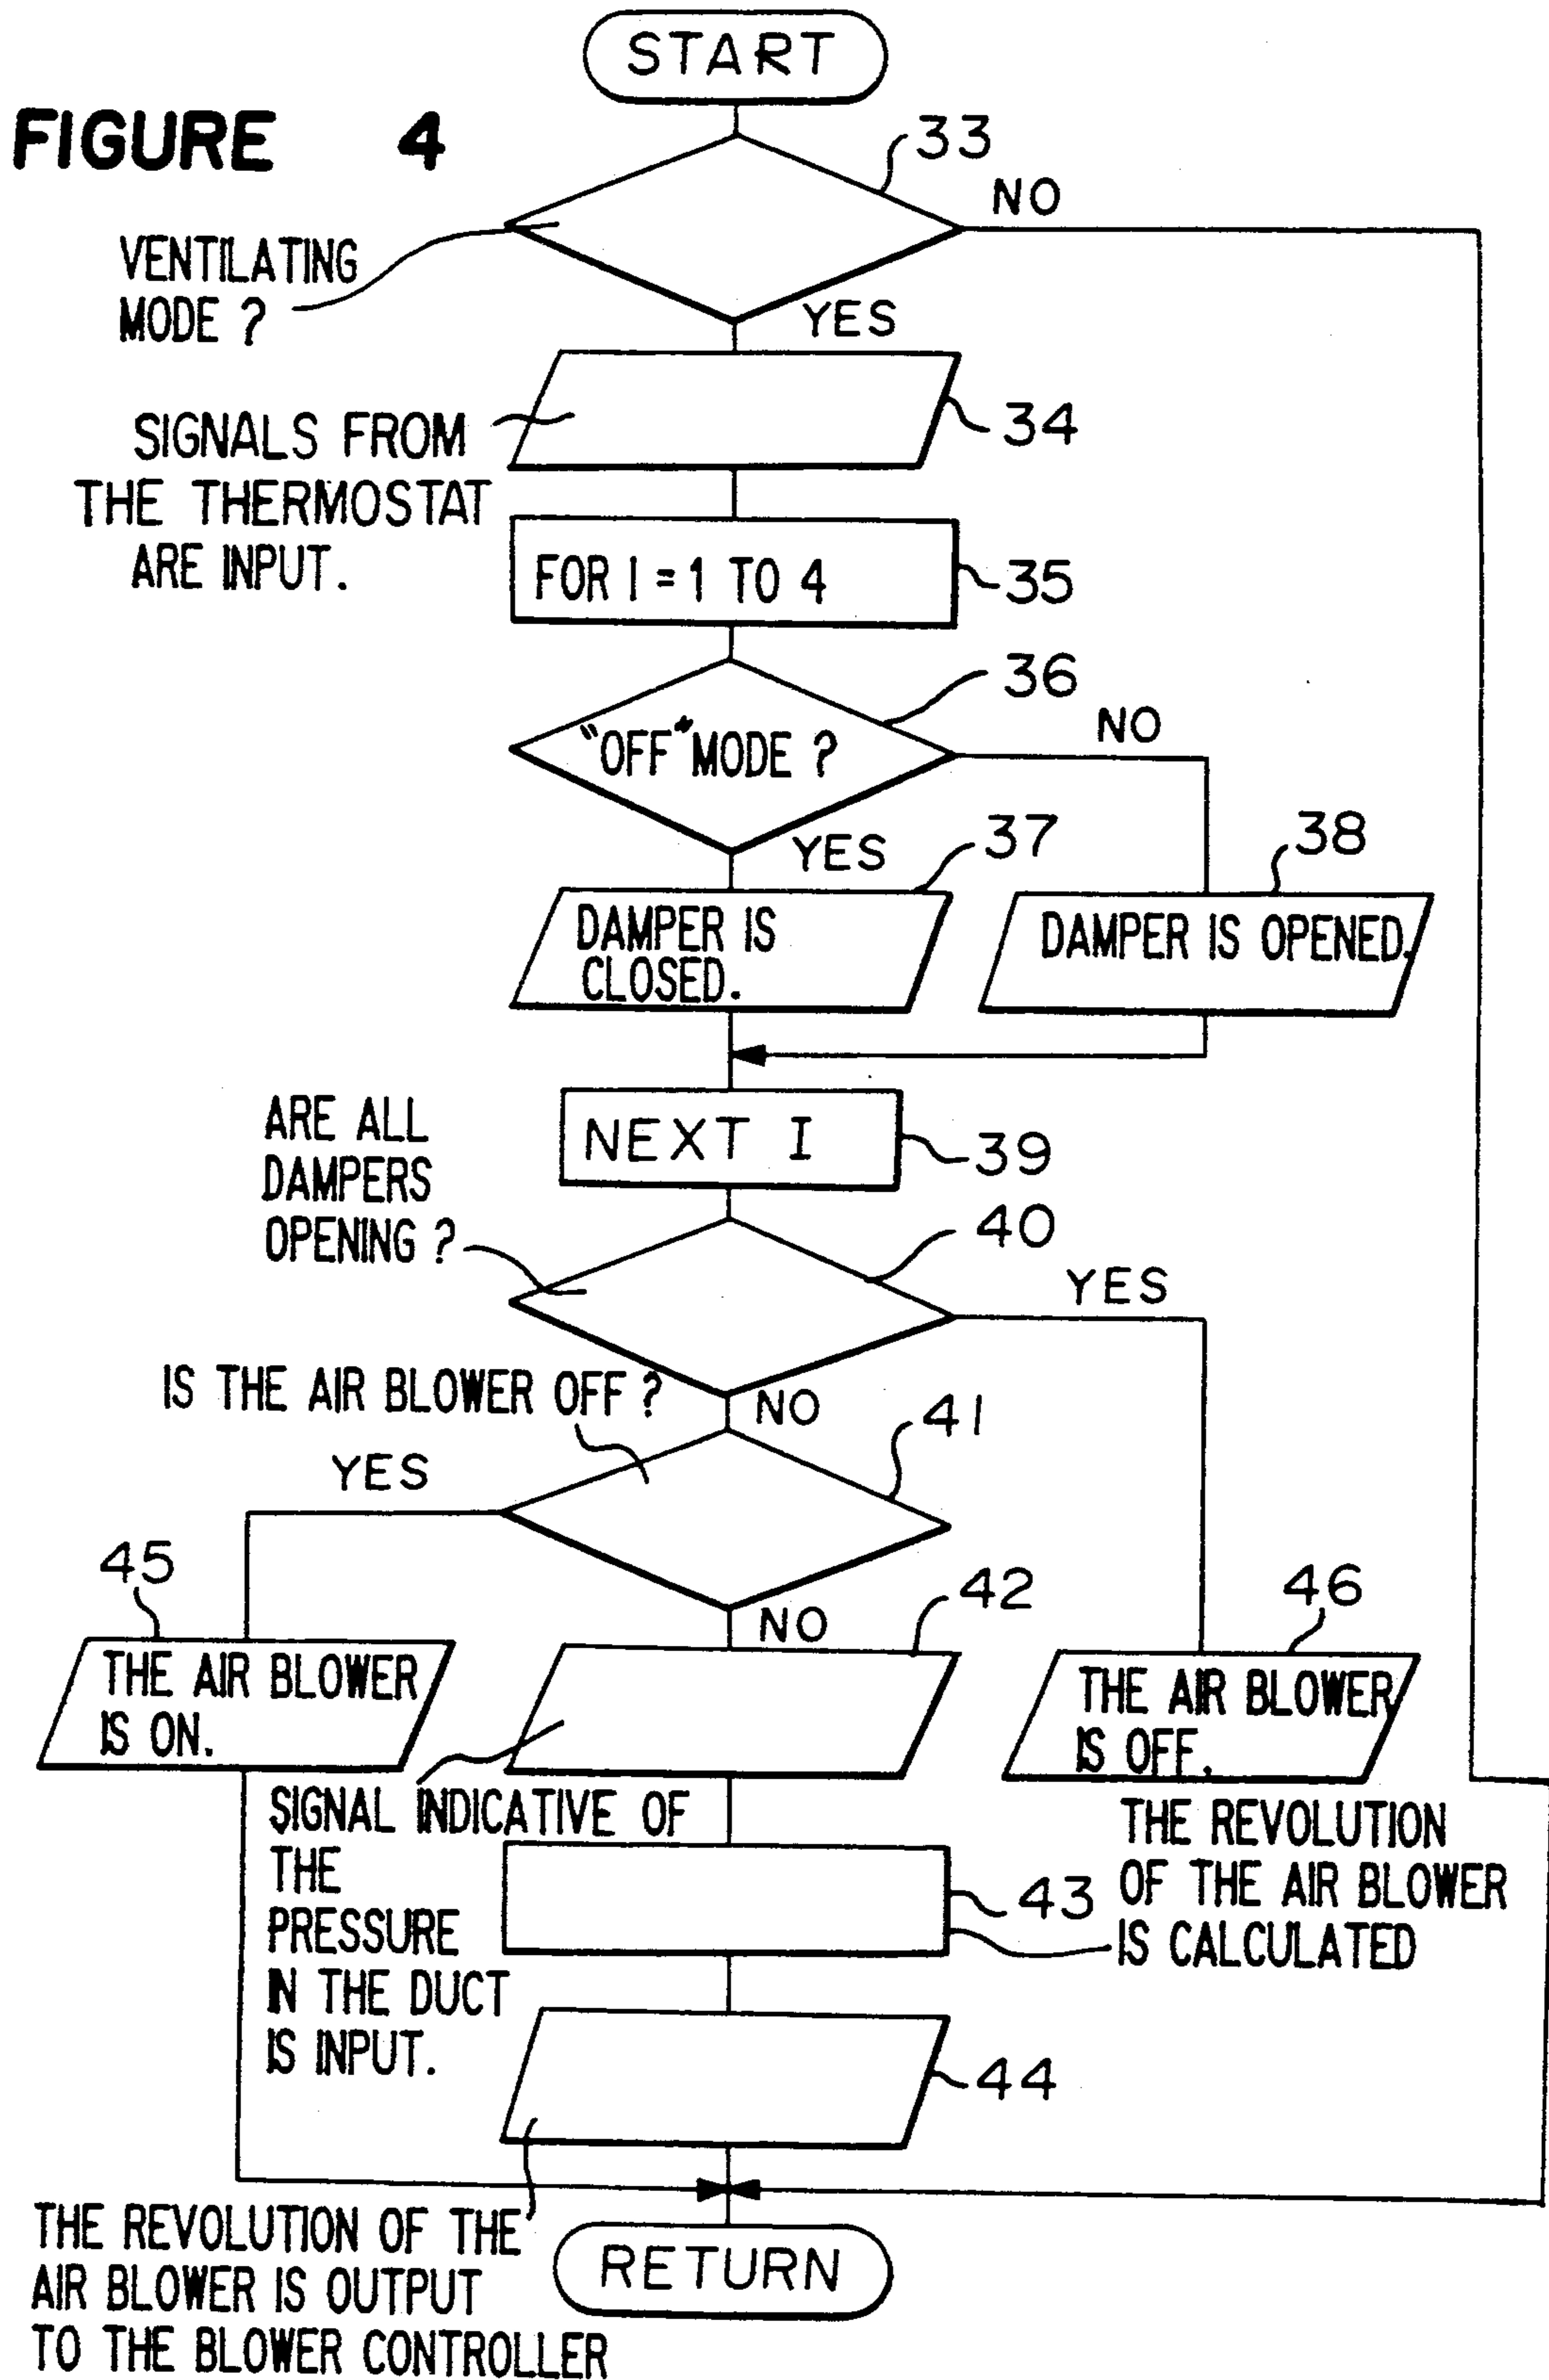 START
FIGURE 4
33
NO
VENTILATING
MODE ?
YES
SIGNALS FROM
THE THERMOSTAT
ARE INPUT.
34
FOR I = 1 TO 4
35
36
"OFF" MODE ?
NO
YES
37
38
DAMPER IS
CLOSED.
DAMPER IS OPENED.
NEXT I
39
ARE ALL
DAMPERS
OPENING ?
40
YES
NO
IS THE AIR BLOWER OFF ?
41
YES
NO
45
THE AIR BLOWER
IS ON.
42
46
THE AIR BLOWER
IS OFF.
SIGNAL INDICATIVE OF
THE
PRESSURE
IN THE DUCT
IS INPUT.
43
THE REVOLUTION
OF THE AIR BLOWER
IS CALCULATED
44
THE REVOLUTION OF THE
AIR BLOWER IS OUTPUT
TO THE BLOWER CONTROLLER
RETURN